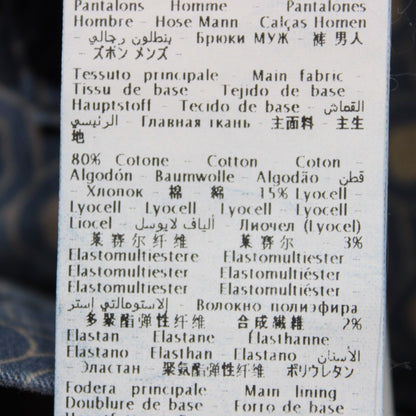 Pantalons Homme - Pantalones
Hombre - Hose Mann - Calças Homen
- بنطلون رجالي - Брюки МУЖ - 裤 男人
- ズボン メンズ
Tessuto principale - Main fabric -
Tissu de base - Tejido de base -
Hauptstoff - Tecido de base - القماش
الرئيسي - Главная ткань - 主面料 - 主生
地
80% Cotone - Cotton - Coton -
Algodón - Baumwolle - Algodão - قطن
- Хлопок - 棉 綿 - 15% Lyocell -
Lyocell - Lyocell - Lyocell - Lyocell -
Liocel - ألياف لايوسل - Лиочел (Lyocel)
莱赛尔纤维 莱赛尔 - 3%
Elastomultiestere Elastomultiester -
Elastomultiester Elastomultiéster -
Elastomultiester Elastomultiéster -
الاستومالتي استر - Волокно полиэфира
- 多聚酯弹性纤维 合成繊維 2%
Elastan Elastane Elasthanne
Elastano Elasthan Elastano الأستان
- Эластан 聚氨酯弹性纤维 ポリウレタン
Fodera principale - Main lining -
Doublure de base - Forro de base -